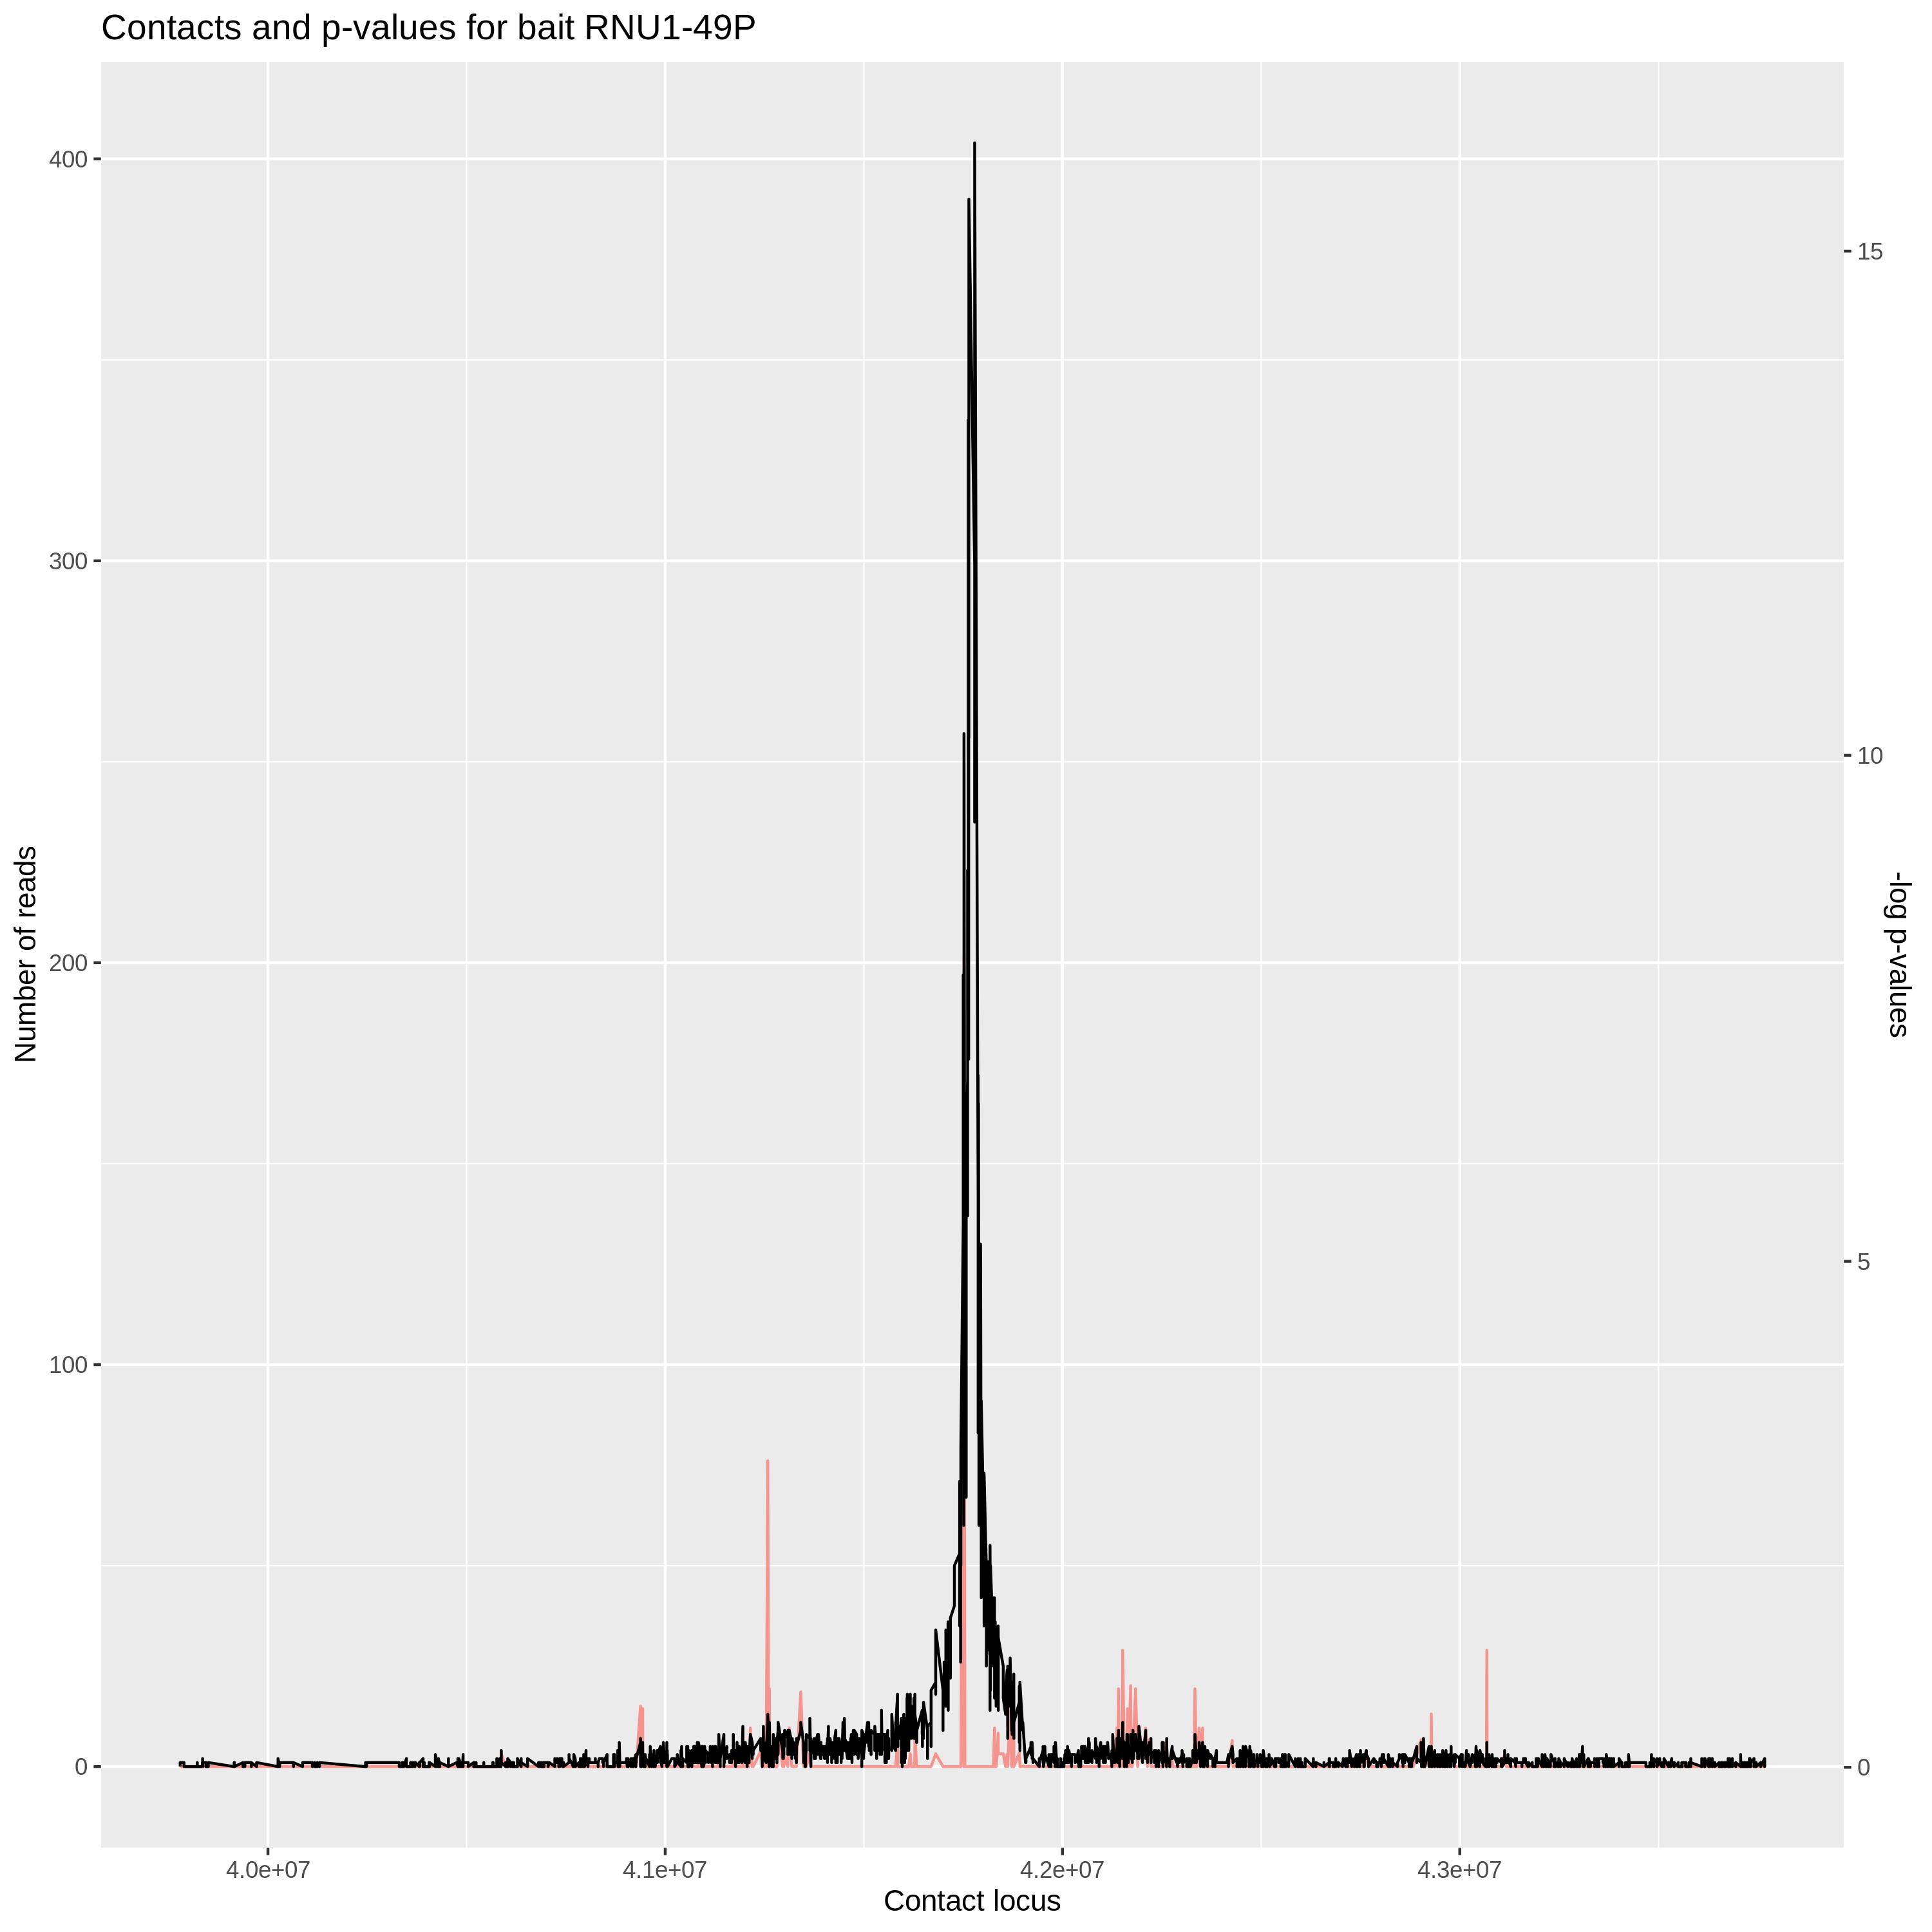 Contacts and p-values for bait RNU1-49P
400
300
200
100
0
Number of reads
15
10
5
0
-log p-values
4.0e+07
4.1e+07
4.2e+07
4.3e+07
Contact locus